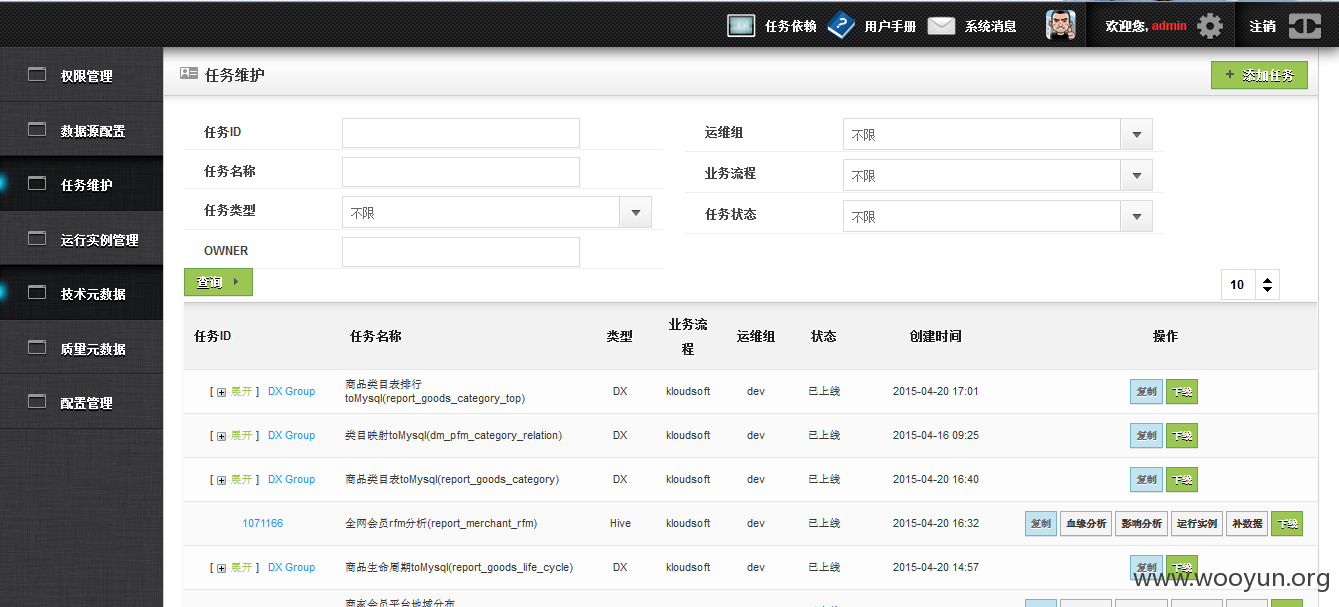 任务依赖 用户手册 系统消息 欢迎您, admin 注销
权限管理
数据源配置
任务维护
运行实例管理
技术元数据
质量元数据
配置管理
任务维护 + 添加任务
任务ID 运维组 不限
任务名称 业务流程 不限
任务类型 不限 任务状态 不限
OWNER
查询 10
任务ID 任务名称 类型 业务流程 运维组 状态 创建时间 操作
[ 展开 ] DX Group 商品类目表排行toMysql(report_goods_category_top) DX kloudsoft dev 已上线 2015-04-20 17:01 复制 下线
[ 展开 ] DX Group 类目映射toMysql(dm_pfm_category_relation) DX kloudsoft dev 已上线 2015-04-16 09:25 复制 下线
[ 展开 ] DX Group 商品类目表toMysql(report_goods_category) DX kloudsoft dev 已上线 2015-04-20 16:40 复制 下线
1071166 全网会员rfm分析(report_merchant_rfm) Hive kloudsoft dev 已上线 2015-04-20 16:32 复制 血缘分析 影响分析 运行实例 补数据 下线
[ 展开 ] DX Group 商品生命周期toMysql(report_goods_life_cycle) DX kloudsoft dev 已上线 2015-04-20 14:57 复制 下线
商家会员平台地域分布
www.wooyun.org